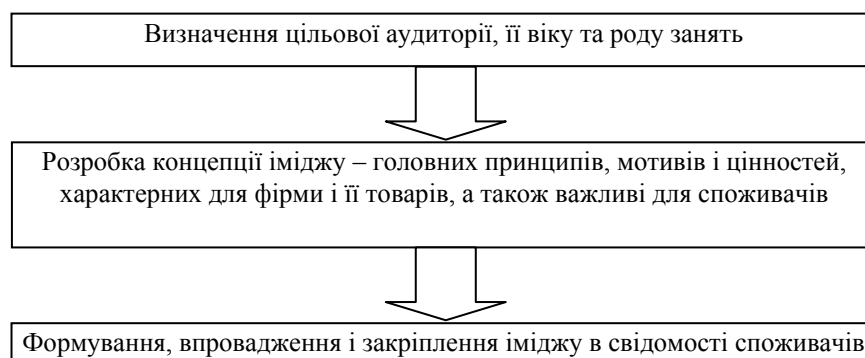 Визначення цільової аудиторії, її віку та роду занять
Розробка концепції іміджу – головних принципів, мотивів і цінностей,
характерних для фірми і її товарів, а також важливі для споживачів
Формування, впровадження і закріплення іміджу в свідомості споживачів